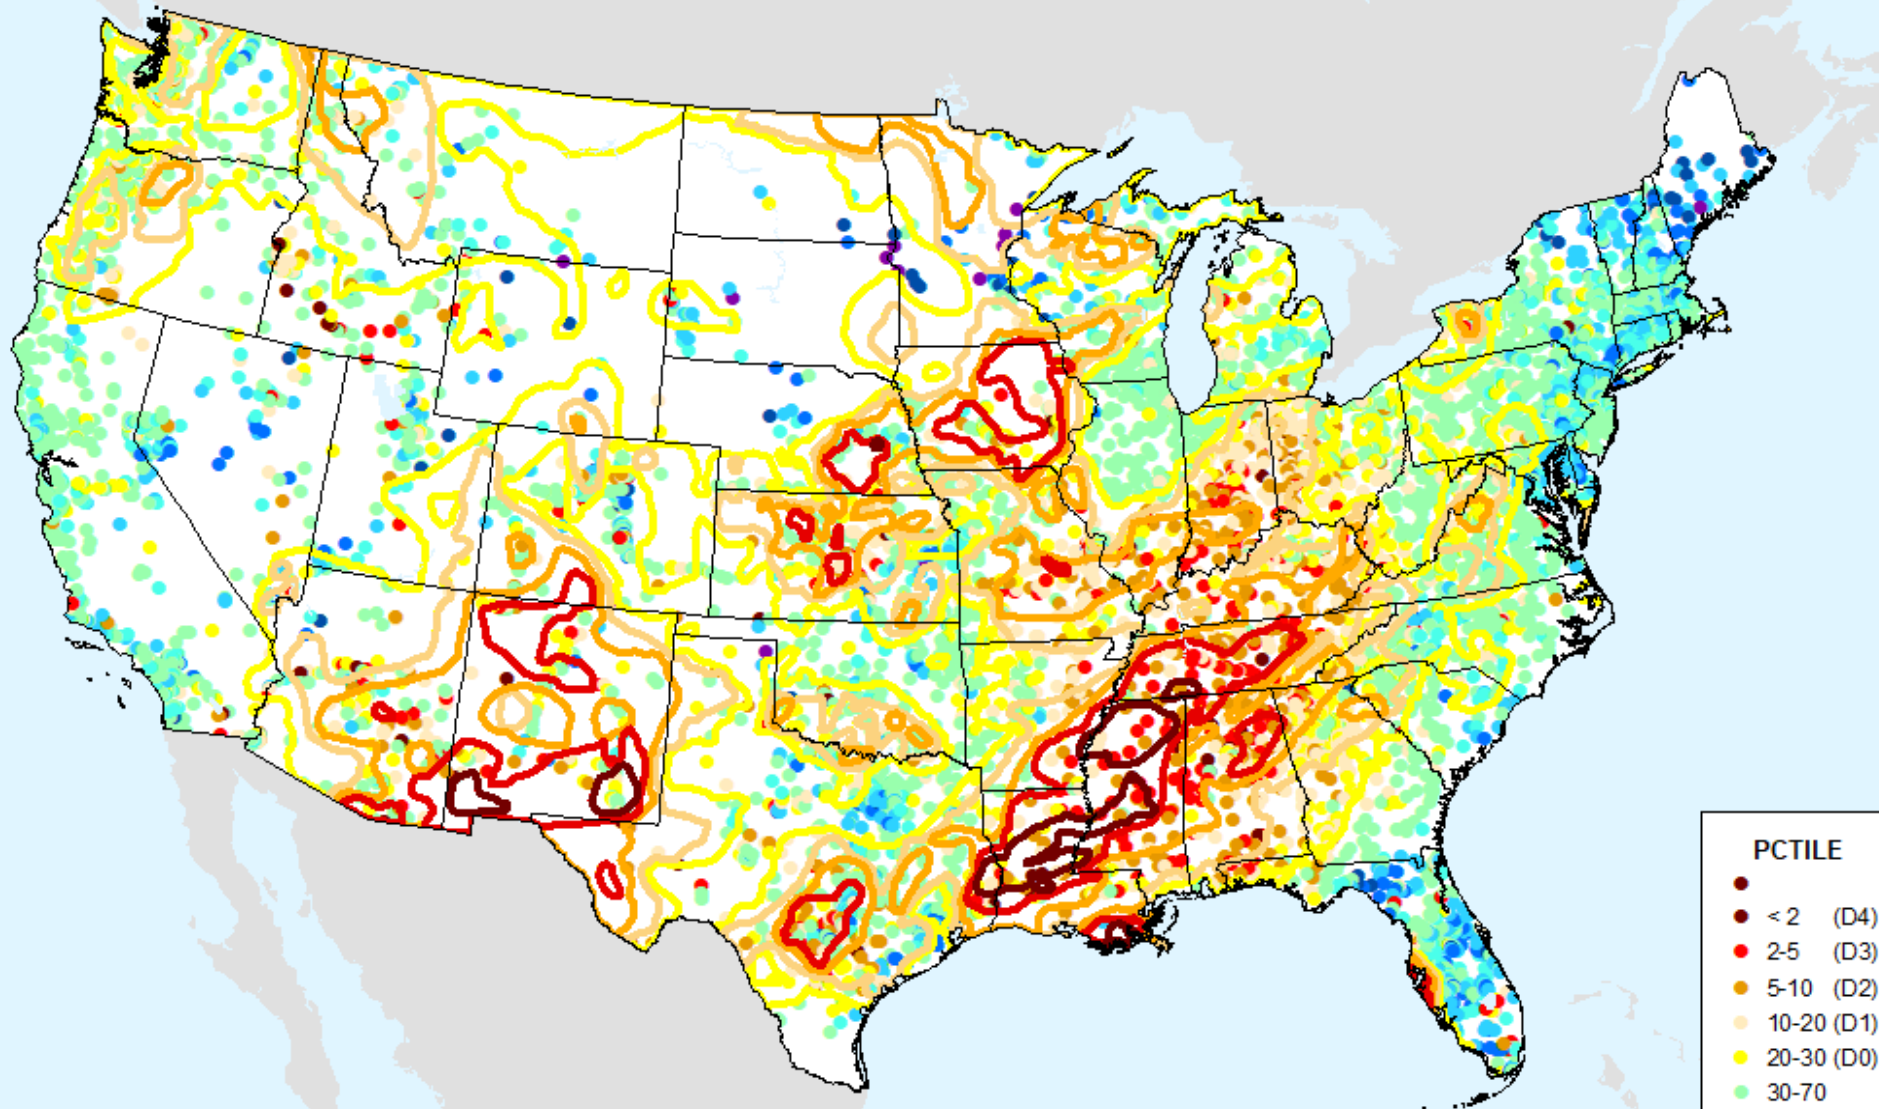 PCTILE
< 2 (D4)
2-5 (D3)
5-10 (D2)
10-20 (D1)
20-30 (D0)
30-70